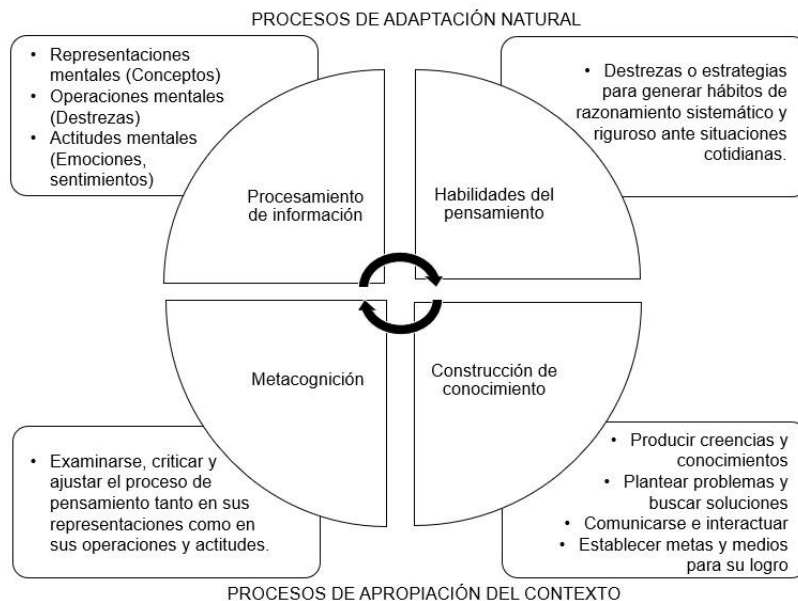 PROCESOS DE ADAPTACIÓN NATURAL
• Representaciones
mentales (Conceptos)
• Operaciones mentales
(Destrezas)
• Actitudes mentales
(Emociones,
sentimientos)
• Destrezas o estrategias
para generar hábitos de
razonamiento sistemático y
riguroso ante situaciones
cotidianas.
Procesamiento
de información
Habilidades del
pensamiento
Metacognición
Construcción de
conocimiento
• Examinarse, criticar y
ajustar el proceso de
pensamiento tanto en sus
representaciones como en
sus operaciones y actitudes.
• Producir creencias y
conocimientos
• Plantear problemas y
buscar soluciones
• Comunicarse e interactuar
• Establecer metas y medios
para su logro
PROCESOS DE APROPIACIÓN DEL CONTEXTO